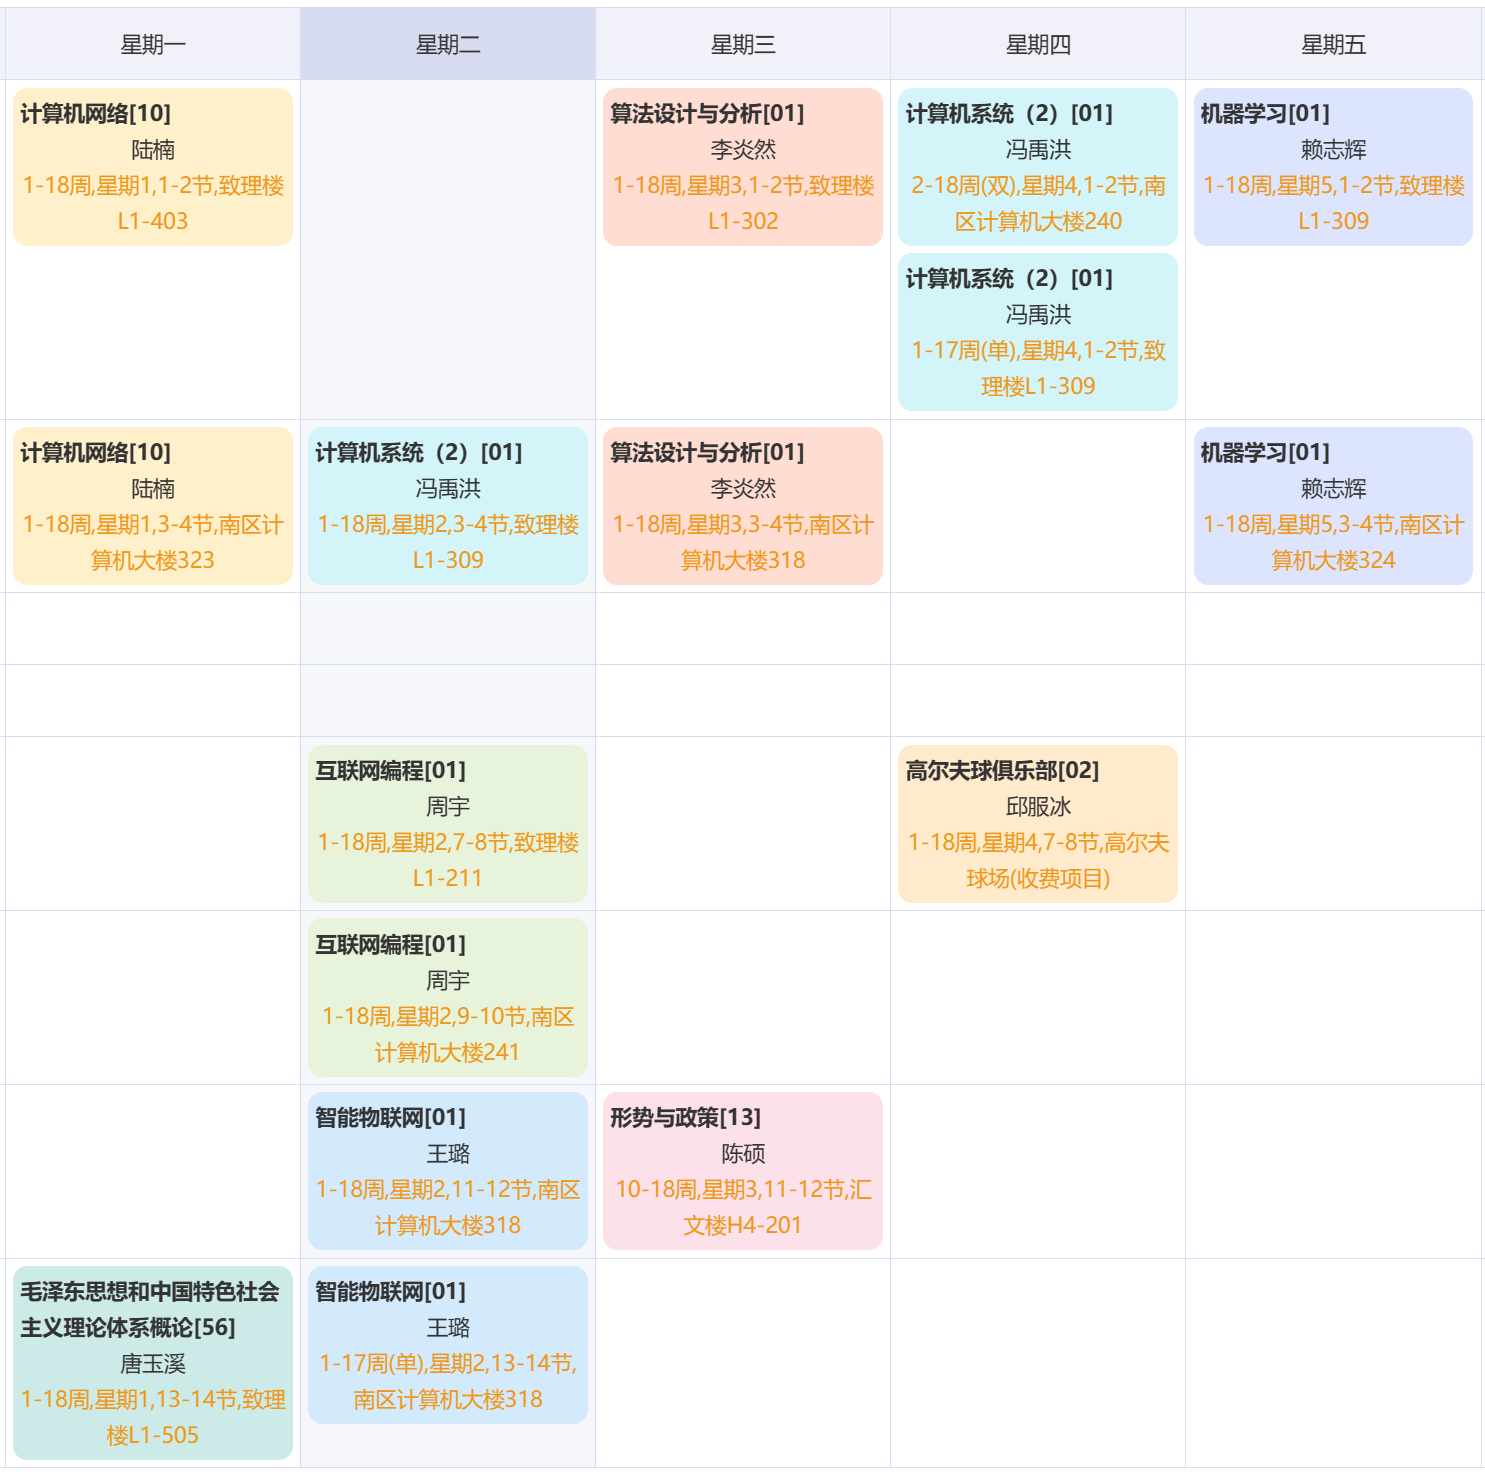 星期一
星期二
星期三
星期四
星期五
计算机网络[10]
陆楠
1-18周,星期1,1-2节,致理楼
L1-403
算法设计与分析[01]
李炎然
1-18周,星期3,1-2节,致理楼
L1-302
计算机系统（2）[01]
冯禹洪
2-18周(双),星期4,1-2节,南
区计算机大楼240
计算机系统（2）[01]
冯禹洪
1-17周(单),星期4,1-2节,致
理楼L1-309
机器学习[01]
赖志辉
1-18周,星期5,1-2节,致理楼
L1-309
计算机网络[10]
陆楠
1-18周,星期1,3-4节,南区计
算机大楼323
计算机系统（2）[01]
冯禹洪
1-18周,星期2,3-4节,致理楼
L1-309
算法设计与分析[01]
李炎然
1-18周,星期3,3-4节,南区计
算机大楼318
机器学习[01]
赖志辉
1-18周,星期5,3-4节,南区计
算机大楼324
互联网编程[01]
周宇
1-18周,星期2,7-8节,致理楼
L1-211
高尔夫球俱乐部[02]
邱服冰
1-18周,星期4,7-8节,高尔夫
球场(收费项目)
互联网编程[01]
周宇
1-18周,星期2,9-10节,南区
计算机大楼241
智能物联网[01]
王璐
1-18周,星期2,11-12节,南区
计算机大楼318
形势与政策[13]
陈硕
10-18周,星期3,11-12节,汇
文楼H4-201
毛泽东思想和中国特色社会
主义理论体系概论[56]
唐玉溪
1-18周,星期1,13-14节,致理
楼L1-505
智能物联网[01]
王璐
1-17周(单),星期2,13-14节,
南区计算机大楼318